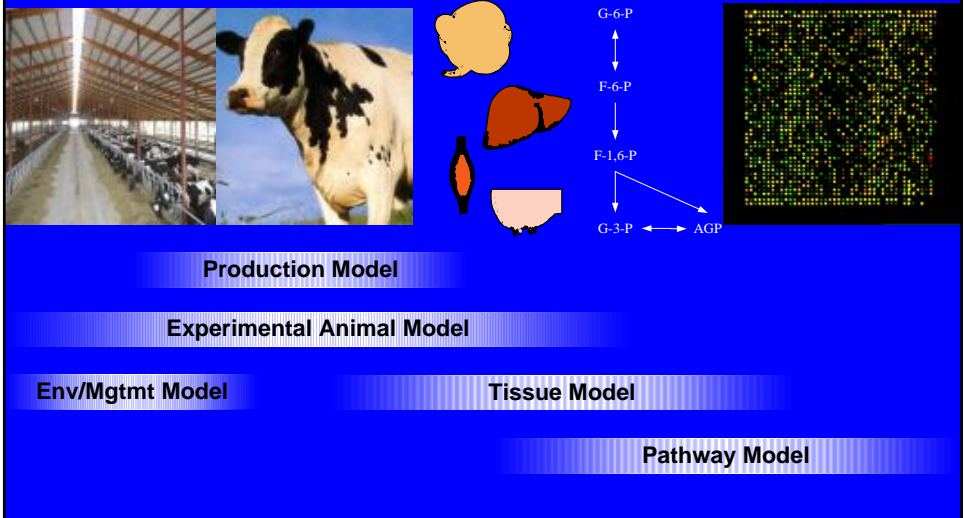 G-6-P
F-6-P
F-1,6-P
G-3-P AGP
Production Model
Experimental Animal Model
Env/Mgtmt Model Tissue Model
Pathway Model